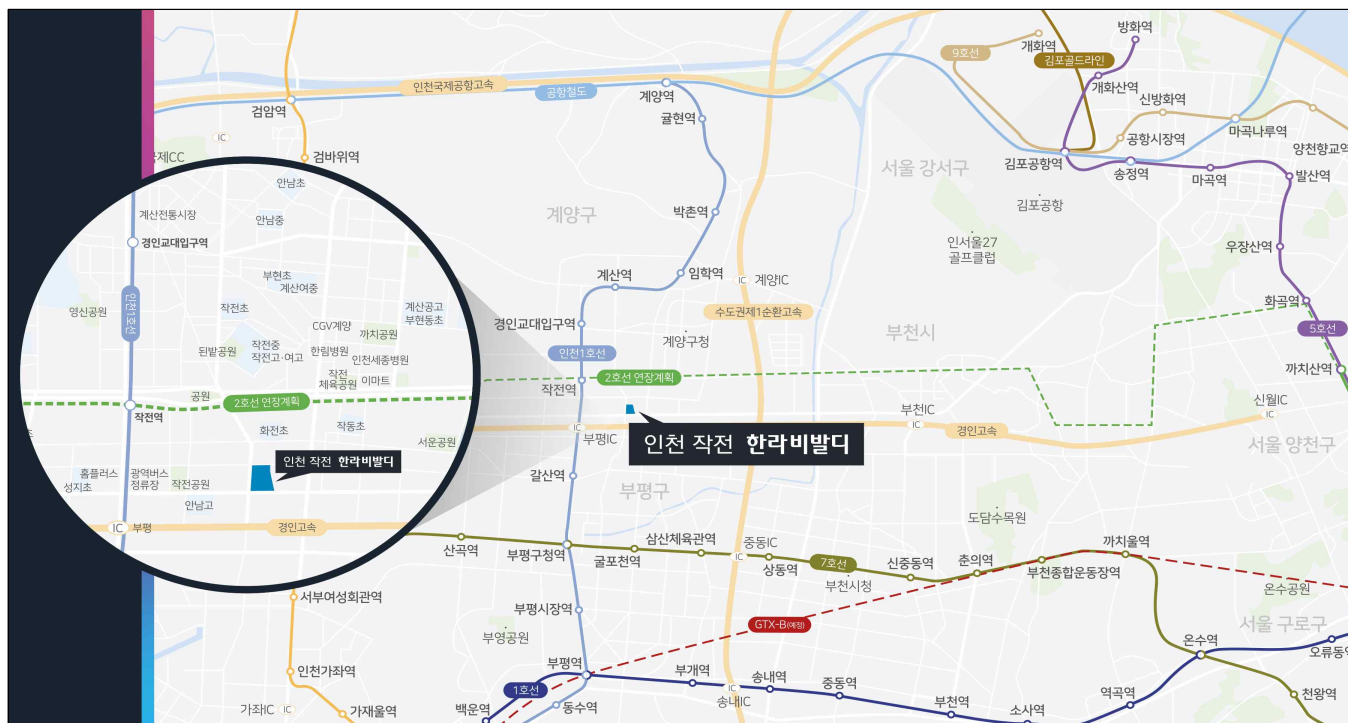 방화역
개화역
9호선
김포골드라인
인천국제공항고속
공항철도
계양역
개화산역
신방화역
검암역
IC
귤현역
공항시장역
마곡나루역
양천향교역
검바위역
김포공항역
송정역
마곡역
발산역
서울 강서구
안남초
계산전통시장
안남중
경인교대입구역
계양구
박촌역
김포공항
인서울27
골프클럽
우장산역
부현초
계산여중
계산역
임학역
IC 계양IC
화곡역
인천1호선
영신공원
작전초
계산공고
부현동초
CGV계양
까치공원
수도권제1순환고속
경인교대입구역
부천시
5호선
된밭공원
작전중
작전고·여고
한림병원
인천세종병원
계양구청
인천1호선
작전
체육공원
이마트
작전역
2호선 연장계획
까치산역
공원
2호선 연장계획
작전역
화전초
작동초
서운공원
IC
부평IC
부천IC
IC
경인고속
신월IC
IC
인천 작전 한라비발디
서울 양천구
홈플러스
성지초
광역버스
정류장
작전공원
안남고
인천 작전 한라비발디
갈산역
부평구
도담수목원
IC 부평
경인고속
산곡역
부평구청역
굴포천역
삼산체육관역
중동IC
IC
상동역
7호선
부천시청
신중동역
춘의역
부천종합운동장역
까치울역
온수공원
서부여성회관역
부평시장역
부영공원
GTX-B(예정)
서울 구로구
온수역
오류동역
인천가좌역
부평역
부개역
송내역
IC
송내IC
중동역
1호선
백운역
동수역
부천역
소사역
역곡역
천왕역
가좌IC IC
가재울역